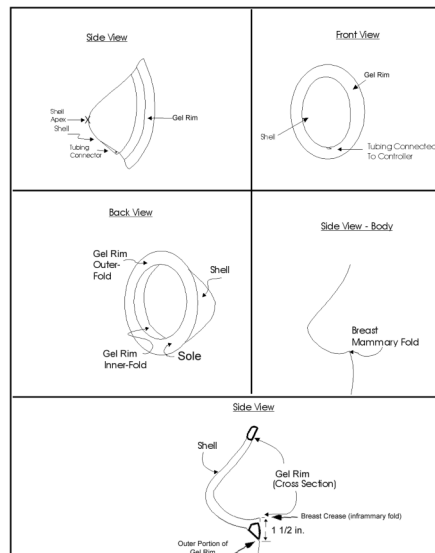 Side View
Shell
Apex
Shell
Tubing
Connector
Gel Rim
Front View
Gel Rim
Shell
Tubing Connected
To Controller
Back View
Gel Rim
Outer-
Fold
Shell
Gel Rim
Inner-Fold
Sole
Side View - Body
Breast
Mammary Fold
Side View
Shell
Gel Rim
(Cross Section)
Breast Crease (inframmary fold)
1 1/2 in.
Outer Portion of
Gel Rim